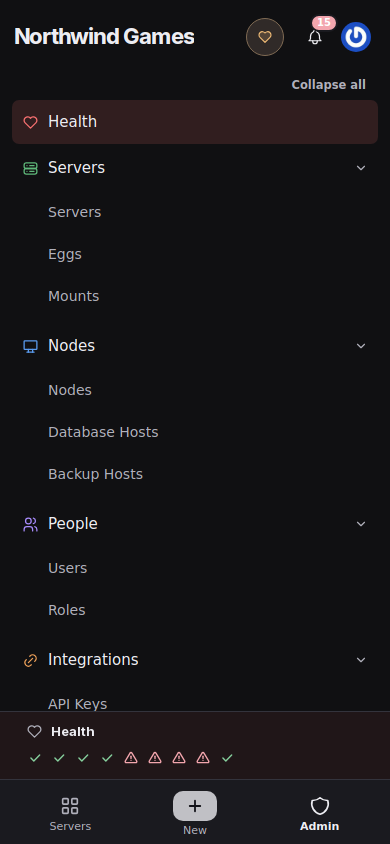 Northwind Games
15
Collapse all
Health
Servers
Servers
Eggs
Mounts
Nodes
Nodes
Database Hosts
Backup Hosts
People
Users
Roles
Integrations
API Keys
Health
Servers
New
Admin